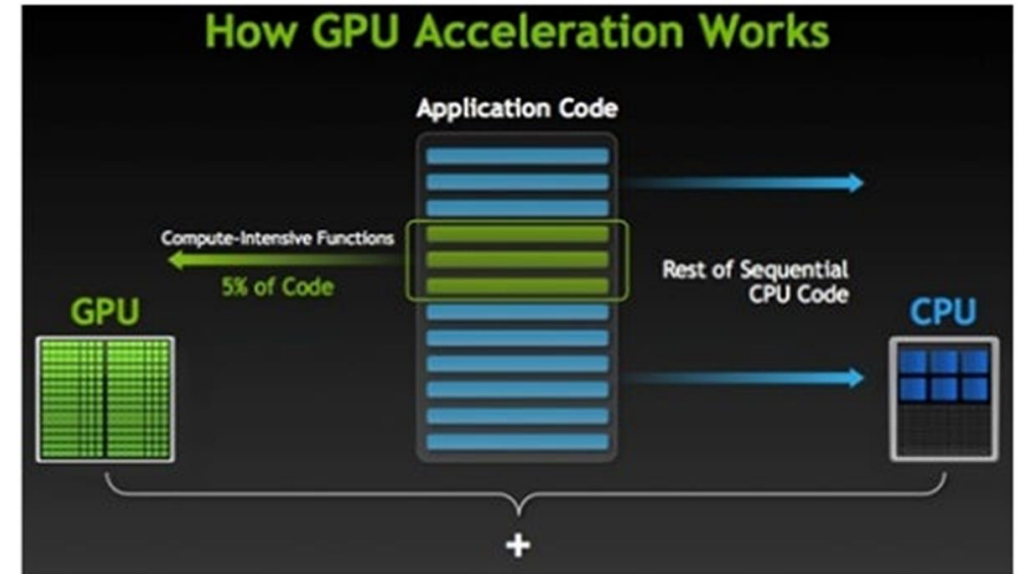 How GPU Acceleration Works
Application Code
Compute-Intensive Functions
5% of Code
Rest of Sequential
CPU Code
GPU
CPU
+